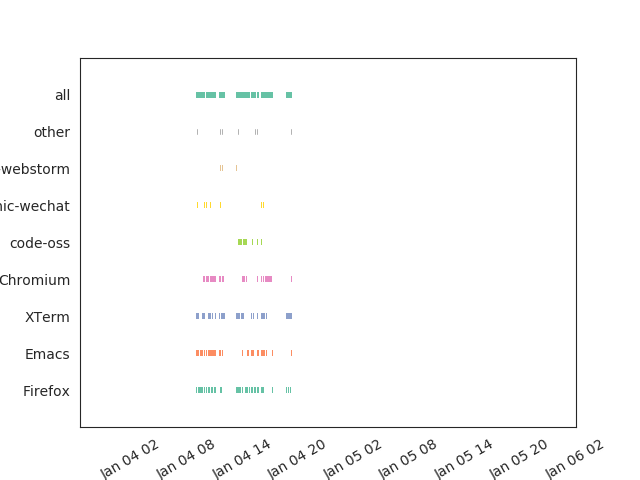 all
other
-webstorm
nic-wechat
code-oss
Chromium
XTerm
Emacs
Firefox
Jan 04 02
Jan 04 08
Jan 04 14
Jan 04 20
Jan 05 02
Jan 05 08
Jan 05 14
Jan 05 20
Jan 06 02